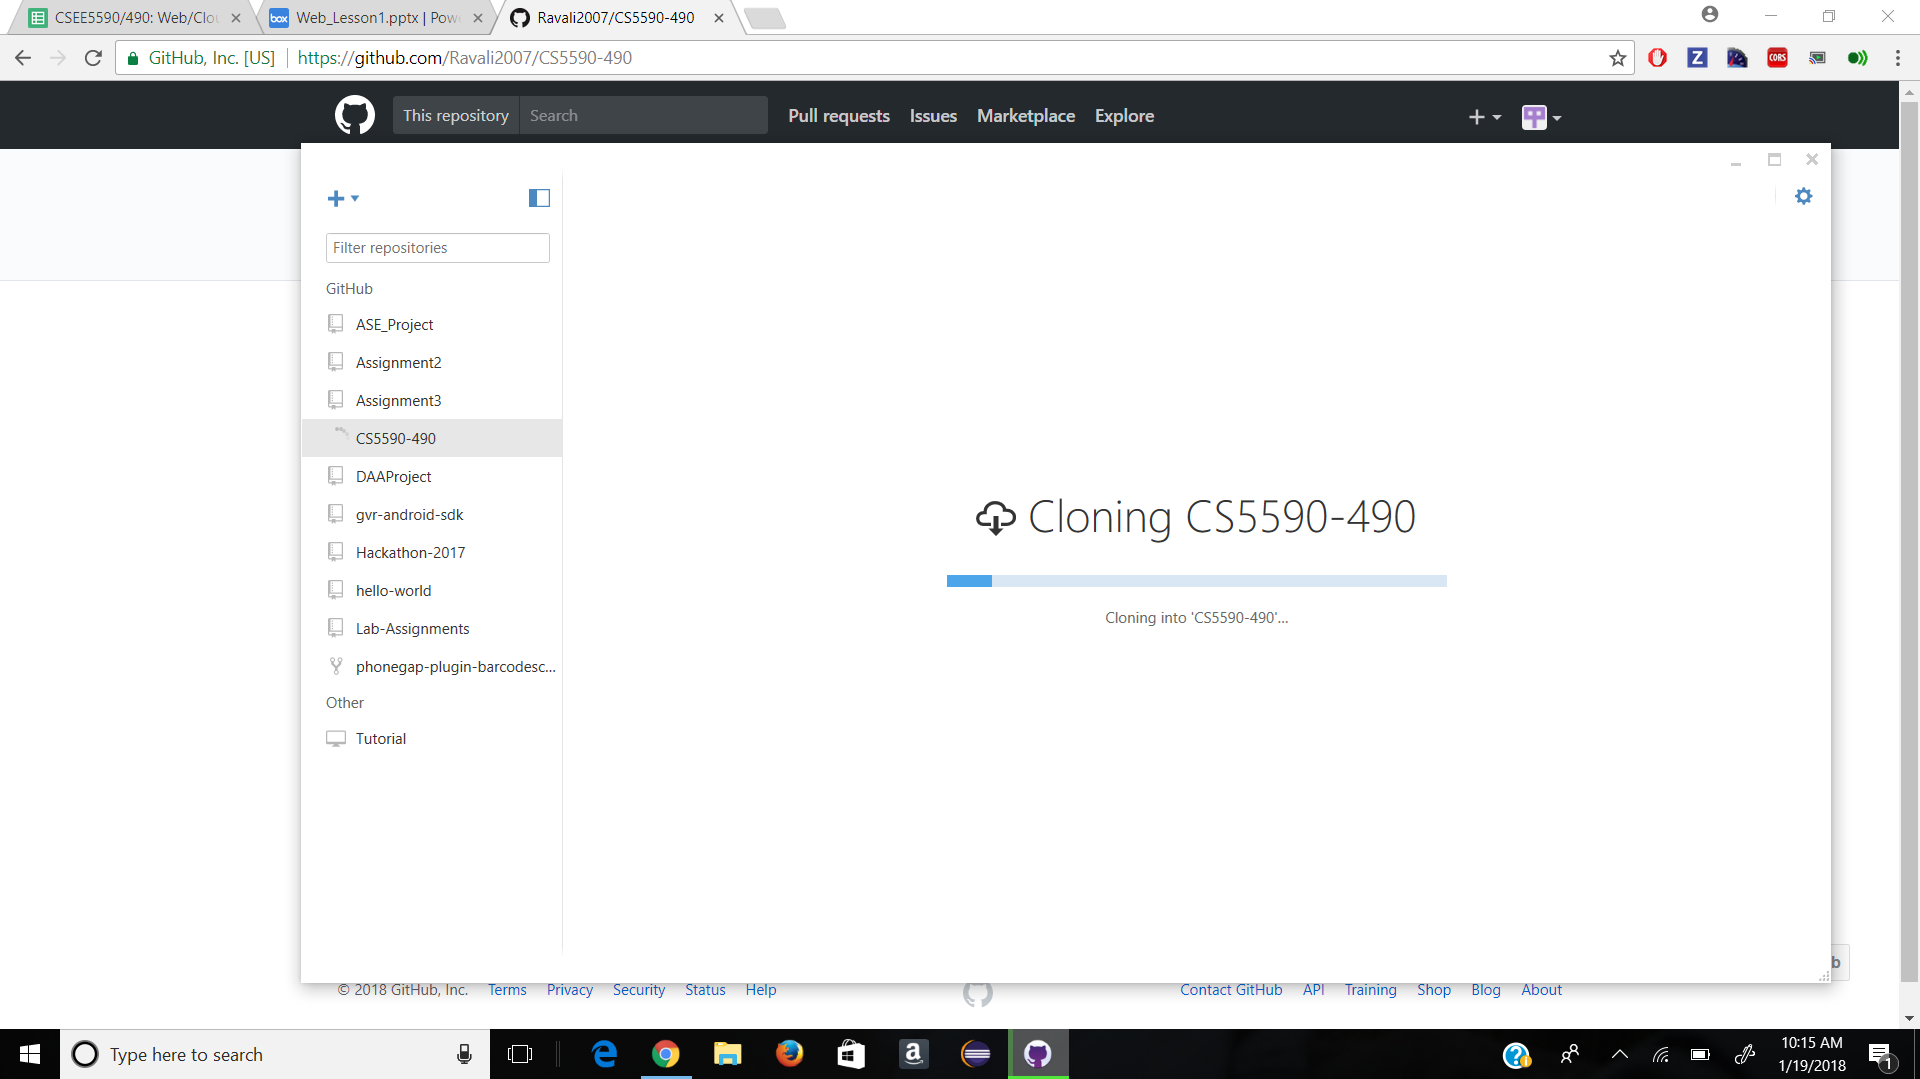 CSEE5590/490: Web/Clou
Web_Lesson1.pptx | Pow
Ravali2007/CS5590-490
GitHub, Inc. [US]
https://github.com/Ravali2007/CS5590-490
Z
CORS
This repository
Search
Pull requests
Issues
Marketplace
Explore
Filter repositories
GitHub
ASE_Project
Assignment2
Assignment3
CS5590-490
DAAProject
gvr-android-sdk
Hackathon-2017
hello-world
Lab-Assignments
phonegap-plugin-barcodesc...
Other
Tutorial
Cloning CS5590-490
Cloning into 'CS5590-490'...
b
© 2018 GitHub, Inc.
Terms
Privacy
Security
Status
Help
Contact GitHub
API
Training
Shop
Blog
About
Type here to search
10:15 AM
1/19/2018
1
box
a